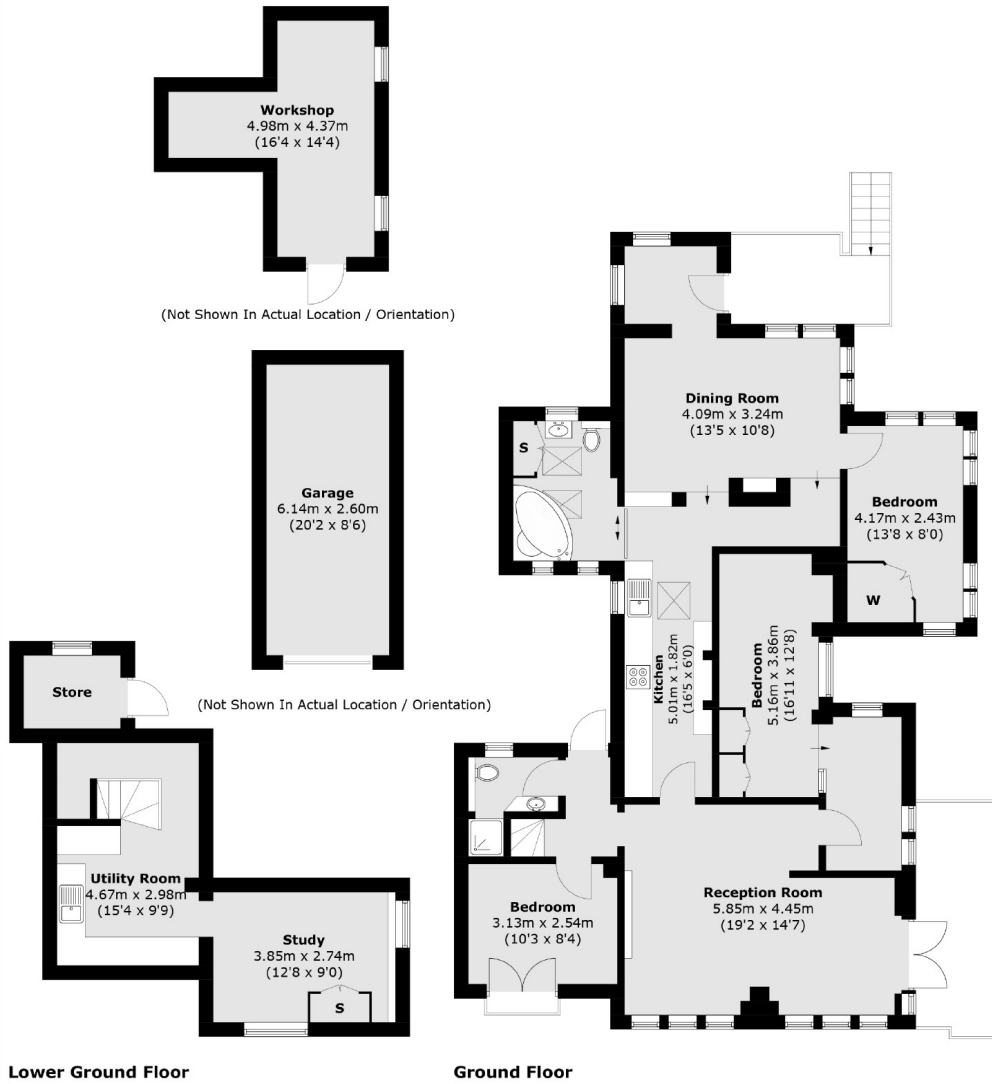 Workshop
4.98m x 4.37m
(16'4 x 14'4)
(Not Shown In Actual Location / Orientation)
Dining Room
4.09m x 3.24m
(13'5 x 10'8)
S
Garage
6.14m x 2.60m
(20'2 x 8'6)
Bedroom
4.17m x 2.43m
(13'8 x 8'0)
W
Kitchen
5.01m x 1.82m
(16'5 x 6'0)
Bedroom
5.16m x 3.86m
(16'11 x 12'8)
Store
(Not Shown In Actual Location / Orientation)
Utility Room
4.67m x 2.98m
(15'4 x 9'9)
Study
3.85m x 2.74m
(12'8 x 9'0)
S
Bedroom
3.13m x 2.54m
(10'3 x 8'4)
Reception Room
5.85m x 4.45m
(19'2 x 14'7)
Lower Ground Floor
Ground Floor